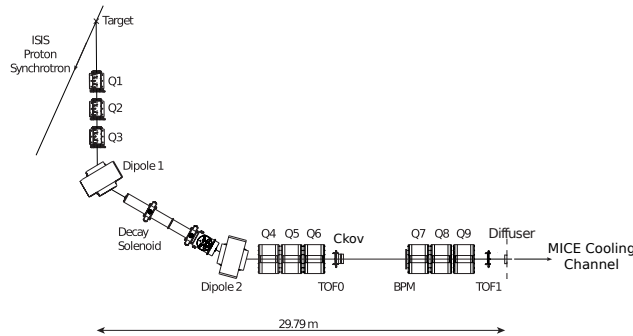 Target
ISIS
Proton
Synchrotron
Q1
Q2
Q3
Dipole 1
Decay
Solenoid
Dipole 2
Q4 Q5 Q6
Ckov
TOF0
Q7 Q8 Q9
BPM
TOF1
Diffuser
MICE Cooling
Channel
29.79 m